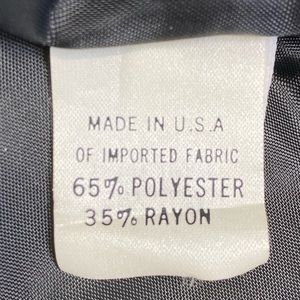 MADE IN U.S.A
OF IMPORTED FABRIC
65% POLYESTER
35% RAYON